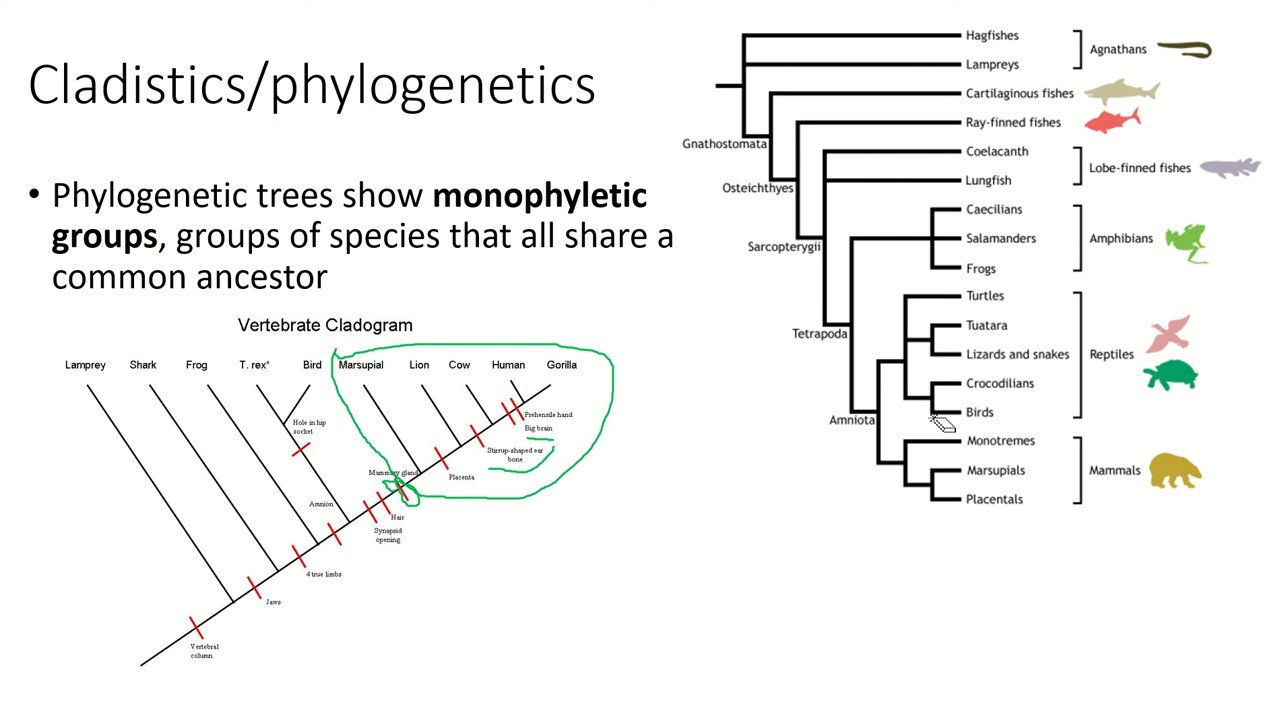 Cladistics/phylogenetics
• Phylogenetic trees show monophyletic
groups, groups of species that all share a
common ancestor
Vertebrate Cladogram
Lamprey Shark Frog T. rex* Bird Marsupial Lion Cow Human Gorilla
Hole in hip
socket
Prehensile hand
Big brain
Stirrup-shaped ear
bone
Mammary gland
Placenta
Amnion
Hair
Synapsid
opening
4 true limbs
Jaws
Vertebral
column
Hagfishes
Agnathans
Lampreys
Cartilaginous fishes
Ray-finned fishes
Gnathostomata
Coelacanth
Lobe-finned fishes
Lungfish
Osteichthyes
Caecilians
Salamanders
Amphibians
Sarcopterygii
Frogs
Turtles
Tuatara
Tetrapoda
Lizards and snakes
Reptiles
Crocodilians
Birds
Amniota
Monotremes
Marsupials
Mammals
Placentals